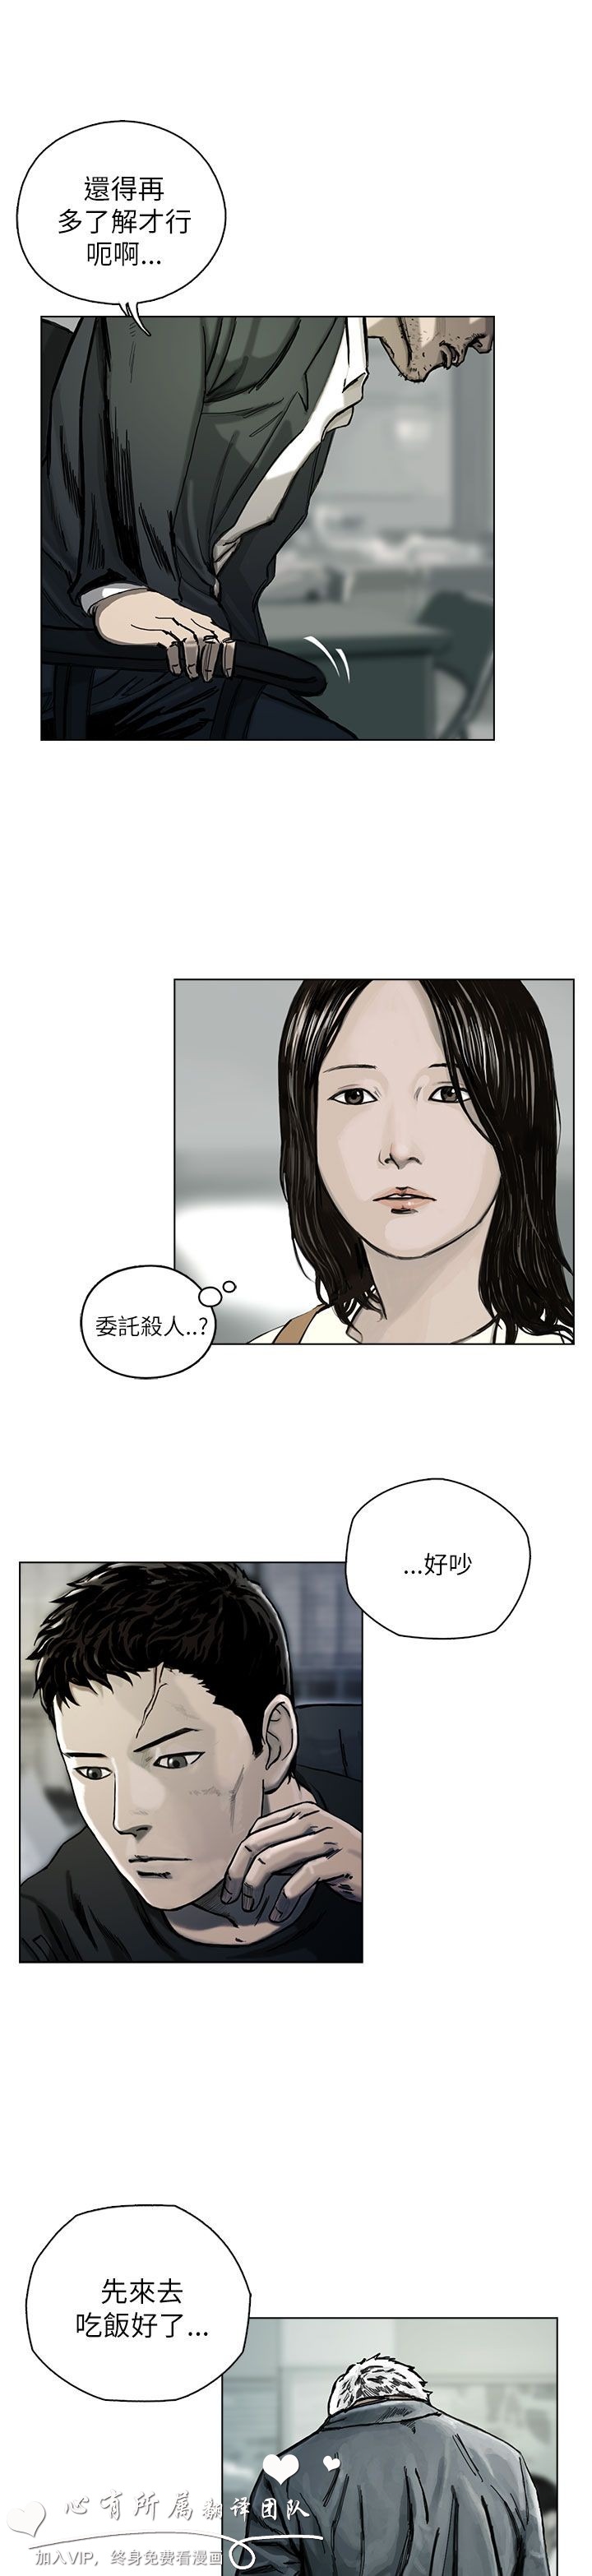 還得再
多了解才行
呃啊...
委託殺人..?
...好吵
先來去
吃飯好了...
心有所属翻译团队
加入VIP，终身免费看漫画